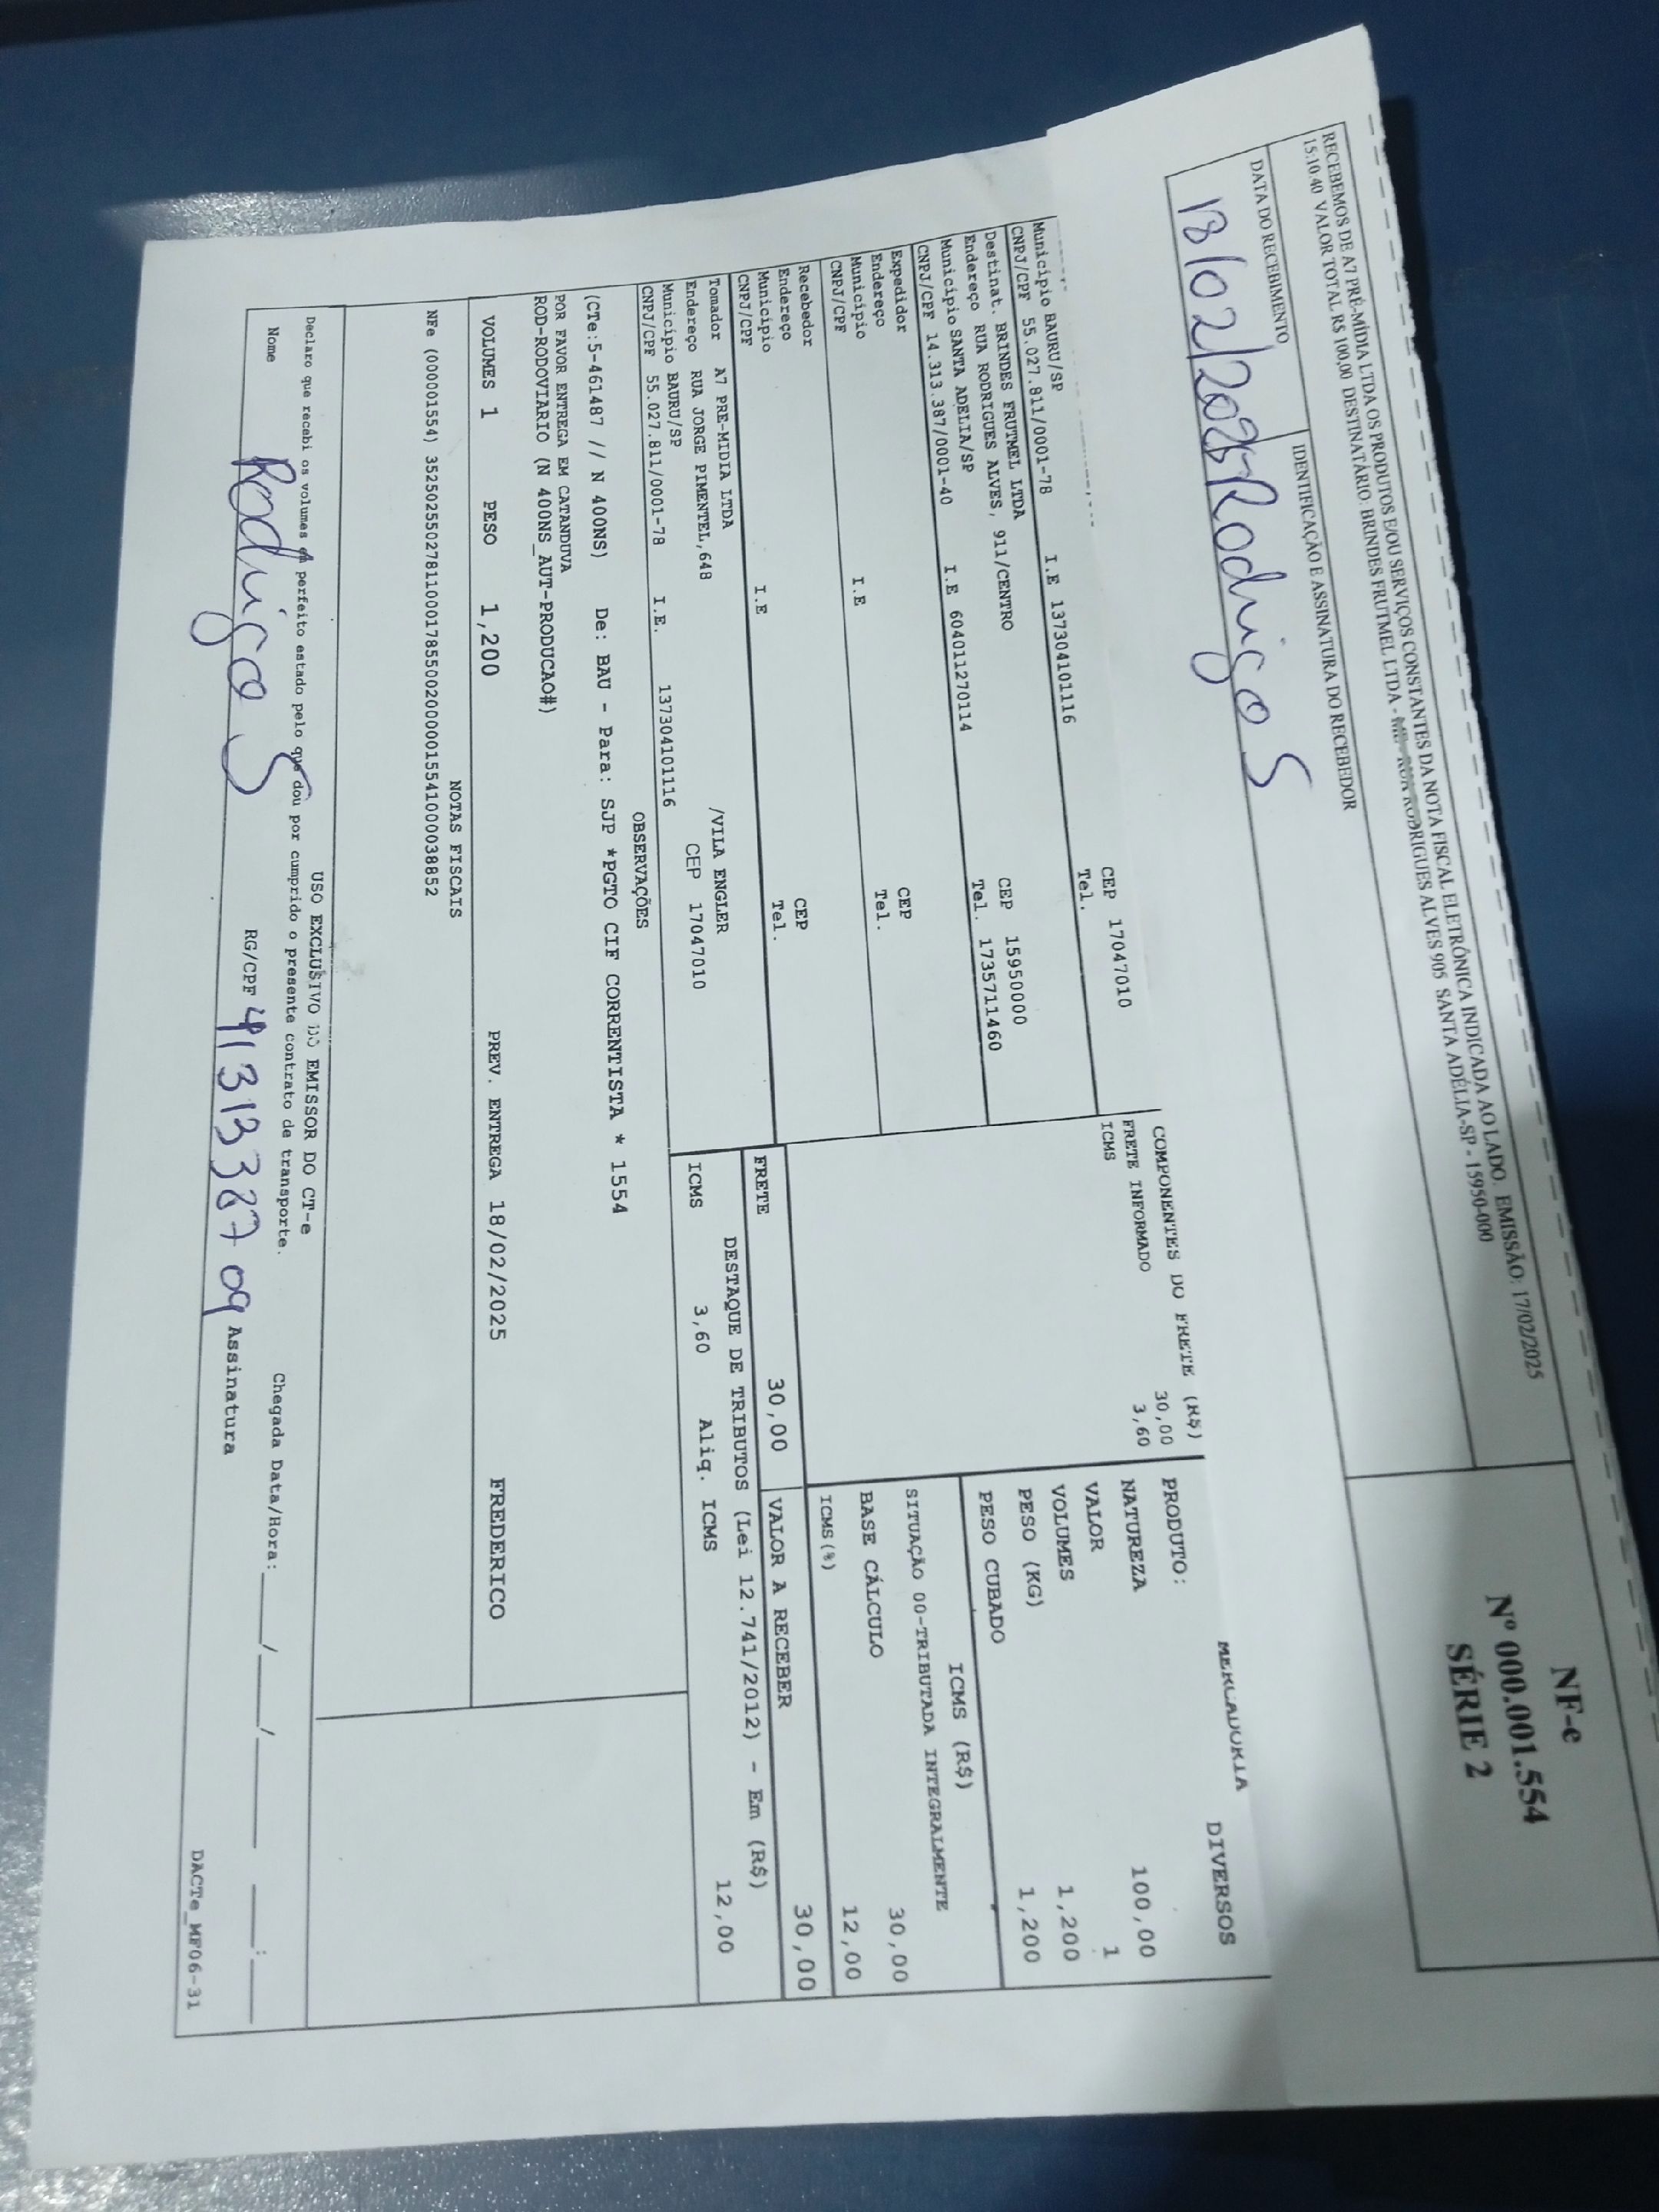 RECEBEMOS DE A7 PRÉ-MÍDIA LTDA OS PRODUTOS E/OU SERVIÇOS CONSTANTES DA NOTA FISCAL ELETRÔNICA INDICADA AO LADO. EMISSÃO: 17/02/2025
15:10:40 VALOR TOTAL R$ 100,00 DESTINATÁRIO: BRINDES FRUTMEL LTDA - ME - RUA RODRIGUES ALVES 905 SANTA ADÉLIA-SP - 15950-000
DATA DO RECEBIMENTO
IDENTIFICAÇÃO E ASSINATURA DO RECEBEDOR
18/02/2025 Rodrigo S
NF-e
Nº 000.001.554
SÉRIE 2
Município BAURU/SP CEP 17047010
CNPJ/CPF 55.027.811/0001-78 I.E 137304101116 Tel.
Destinat. BRINDES FRUTMEL LTDA
Endereço RUA RODRIGUES ALVES, 911/CENTRO CEP 15950000
Município SANTA ADELIA/SP Tel. 1735711460
CNPJ/CPF 14.313.387/0001-40 I.E 604011270114
Expedidor
Endereço CEP
Município Tel.
CNPJ/CPF I.E
Recebedor
Endereço CEP
Município Tel.
CNPJ/CPF I.E
Tomador A7 PRE-MIDIA LTDA
Endereço RUA JORGE PIMENTEL,648 /VILA ENGLER
Município BAURU/SP CEP 17047010
CNPJ/CPF 55.027.811/0001-78 I.E. 137304101116
COMPONENTES DO FRETE (R$)
FRETE INFORMADO 30,00
ICMS 3,60
MERCADORIA
PRODUTO: DIVERSOS
NATUREZA
VALOR 100,00
VOLUMES 1
PESO (KG) 1,200
PESO CUBADO 1,200
ICMS (R$)
SITUAÇÃO 00-TRIBUTADA INTEGRALMENTE
BASE CÁLCULO 30,00
ICMS(%) 12,00
FRETE 30,00 VALOR A RECEBER 30,00
DESTAQUE DE TRIBUTOS (Lei 12.741/2012) - Em (R$)
ICMS 3,60 Aliq. ICMS 12,00
OBSERVAÇÕES
(CTe:5-461487 // N 400NS) De: BAU - Para: SJP *PGTO CIF CORRENTISTA * 1554
POR FAVOR ENTREGA EM CATANDUVA
ROD-RODOVIARIO (N 400NS_AUT-PRODUCAO#)
VOLUMES 1 PESO 1,200 PREV. ENTREGA 18/02/2025 FREDERICO
NOTAS FISCAIS
NFe (000001554) 35250255027811000178550020000015541000038852
USO EXCLUSIVO DO EMISSOR DO CT-e
Declaro que recebi os volumes em perfeito estado pelo que dou por cumprido o presente contrato de transporte. Chegada Data/Hora: ___/___/_____ ___:___
Nome Rodrigo S RG/CPF 41313387 09 Assinatura
DACTe_MF06-31